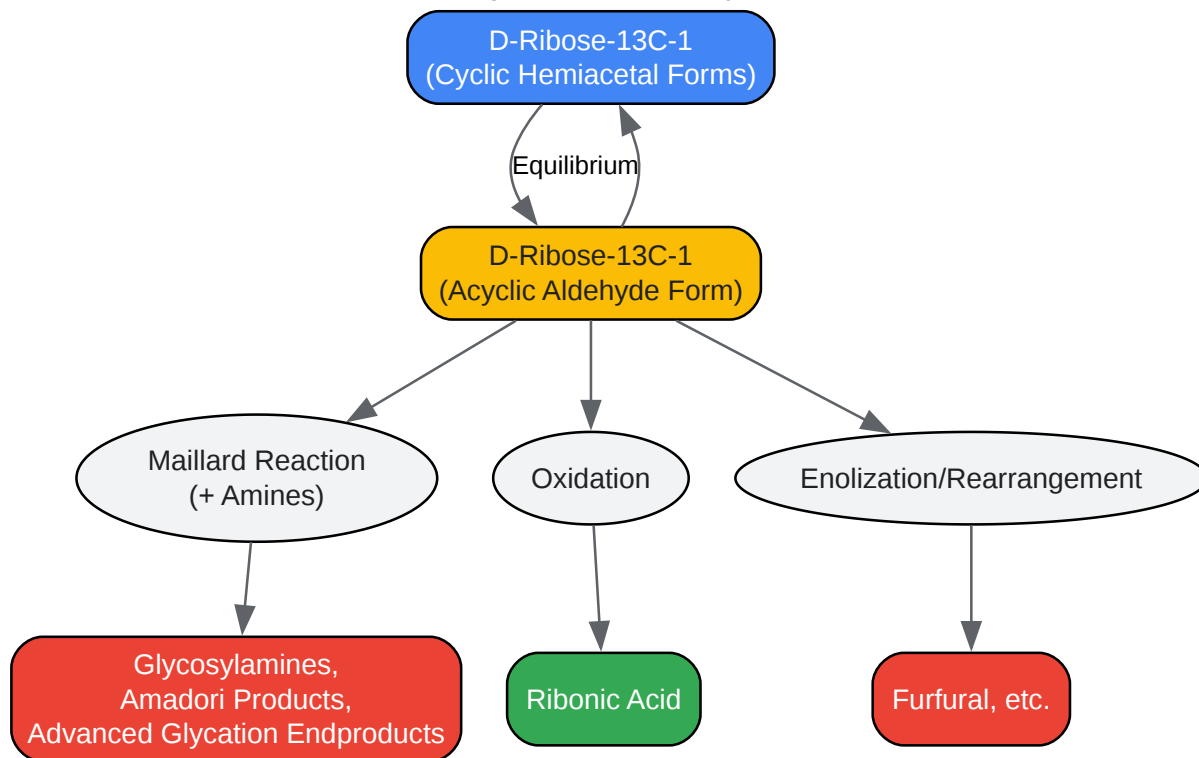 D-Ribose-13C-1
(Cyclic Hemiacetal Forms)
Equilibrium
D-Ribose-13C-1
(Acyclic Aldehyde Form)
Maillard Reaction
(+ Amines)
Oxidation
Enolization/Rearrangement
Glycosylamines,
Amadori Products,
Advanced Glycation Endproducts
Ribonic Acid
Furfural, etc.